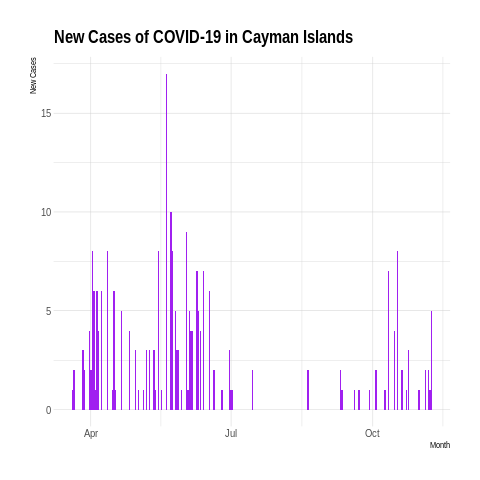 New Cases of COVID-19 in Cayman Islands
New Cases
15
10
5
0
Apr Jul Oct
Month